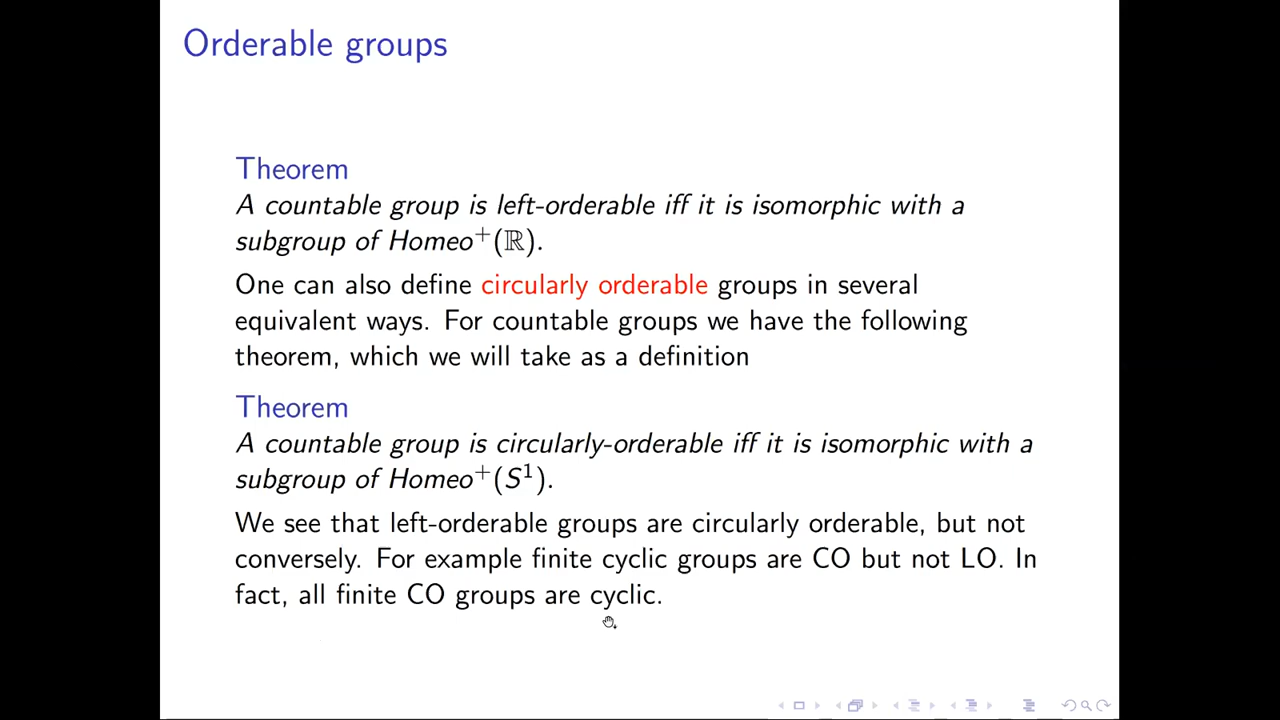 Orderable groups
Theorem
A countable group is left-orderable iff it is isomorphic with a
subgroup of Homeo⁺(ℝ).
One can also define circularly orderable groups in several
equivalent ways. For countable groups we have the following
theorem, which we will take as a definition
Theorem
A countable group is circularly-orderable iff it is isomorphic with a
subgroup of Homeo⁺(S¹).
We see that left-orderable groups are circularly orderable, but not
conversely. For example finite cyclic groups are CO but not LO. In
fact, all finite CO groups are cyclic.